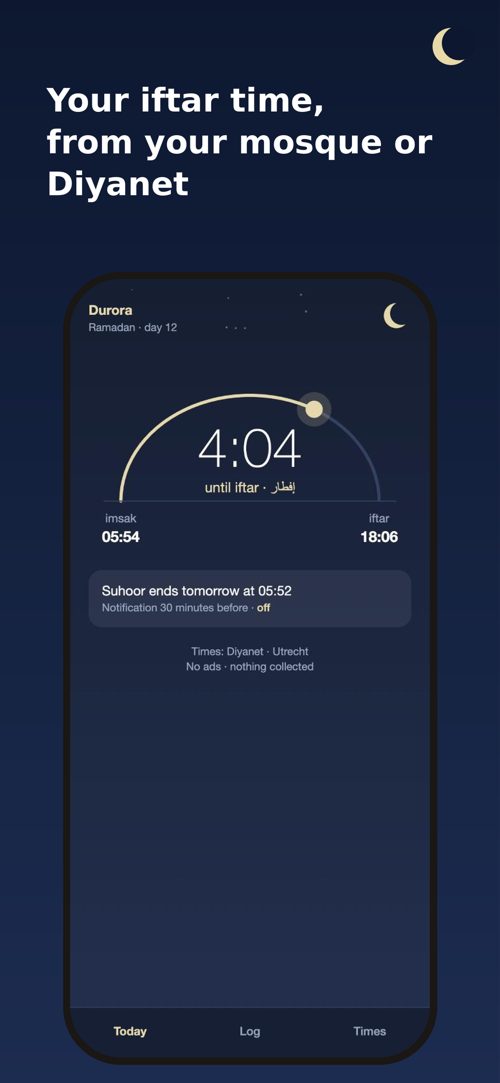 Your iftar time,
from your mosque or
Diyanet
Durora
Ramadan · day 12
4:04
until iftar · إفطار
imsak
05:54
iftar
18:06
Suhoor ends tomorrow at 05:52
Notification 30 minutes before · off
Times: Diyanet · Utrecht
No ads · nothing collected
Today
Log
Times